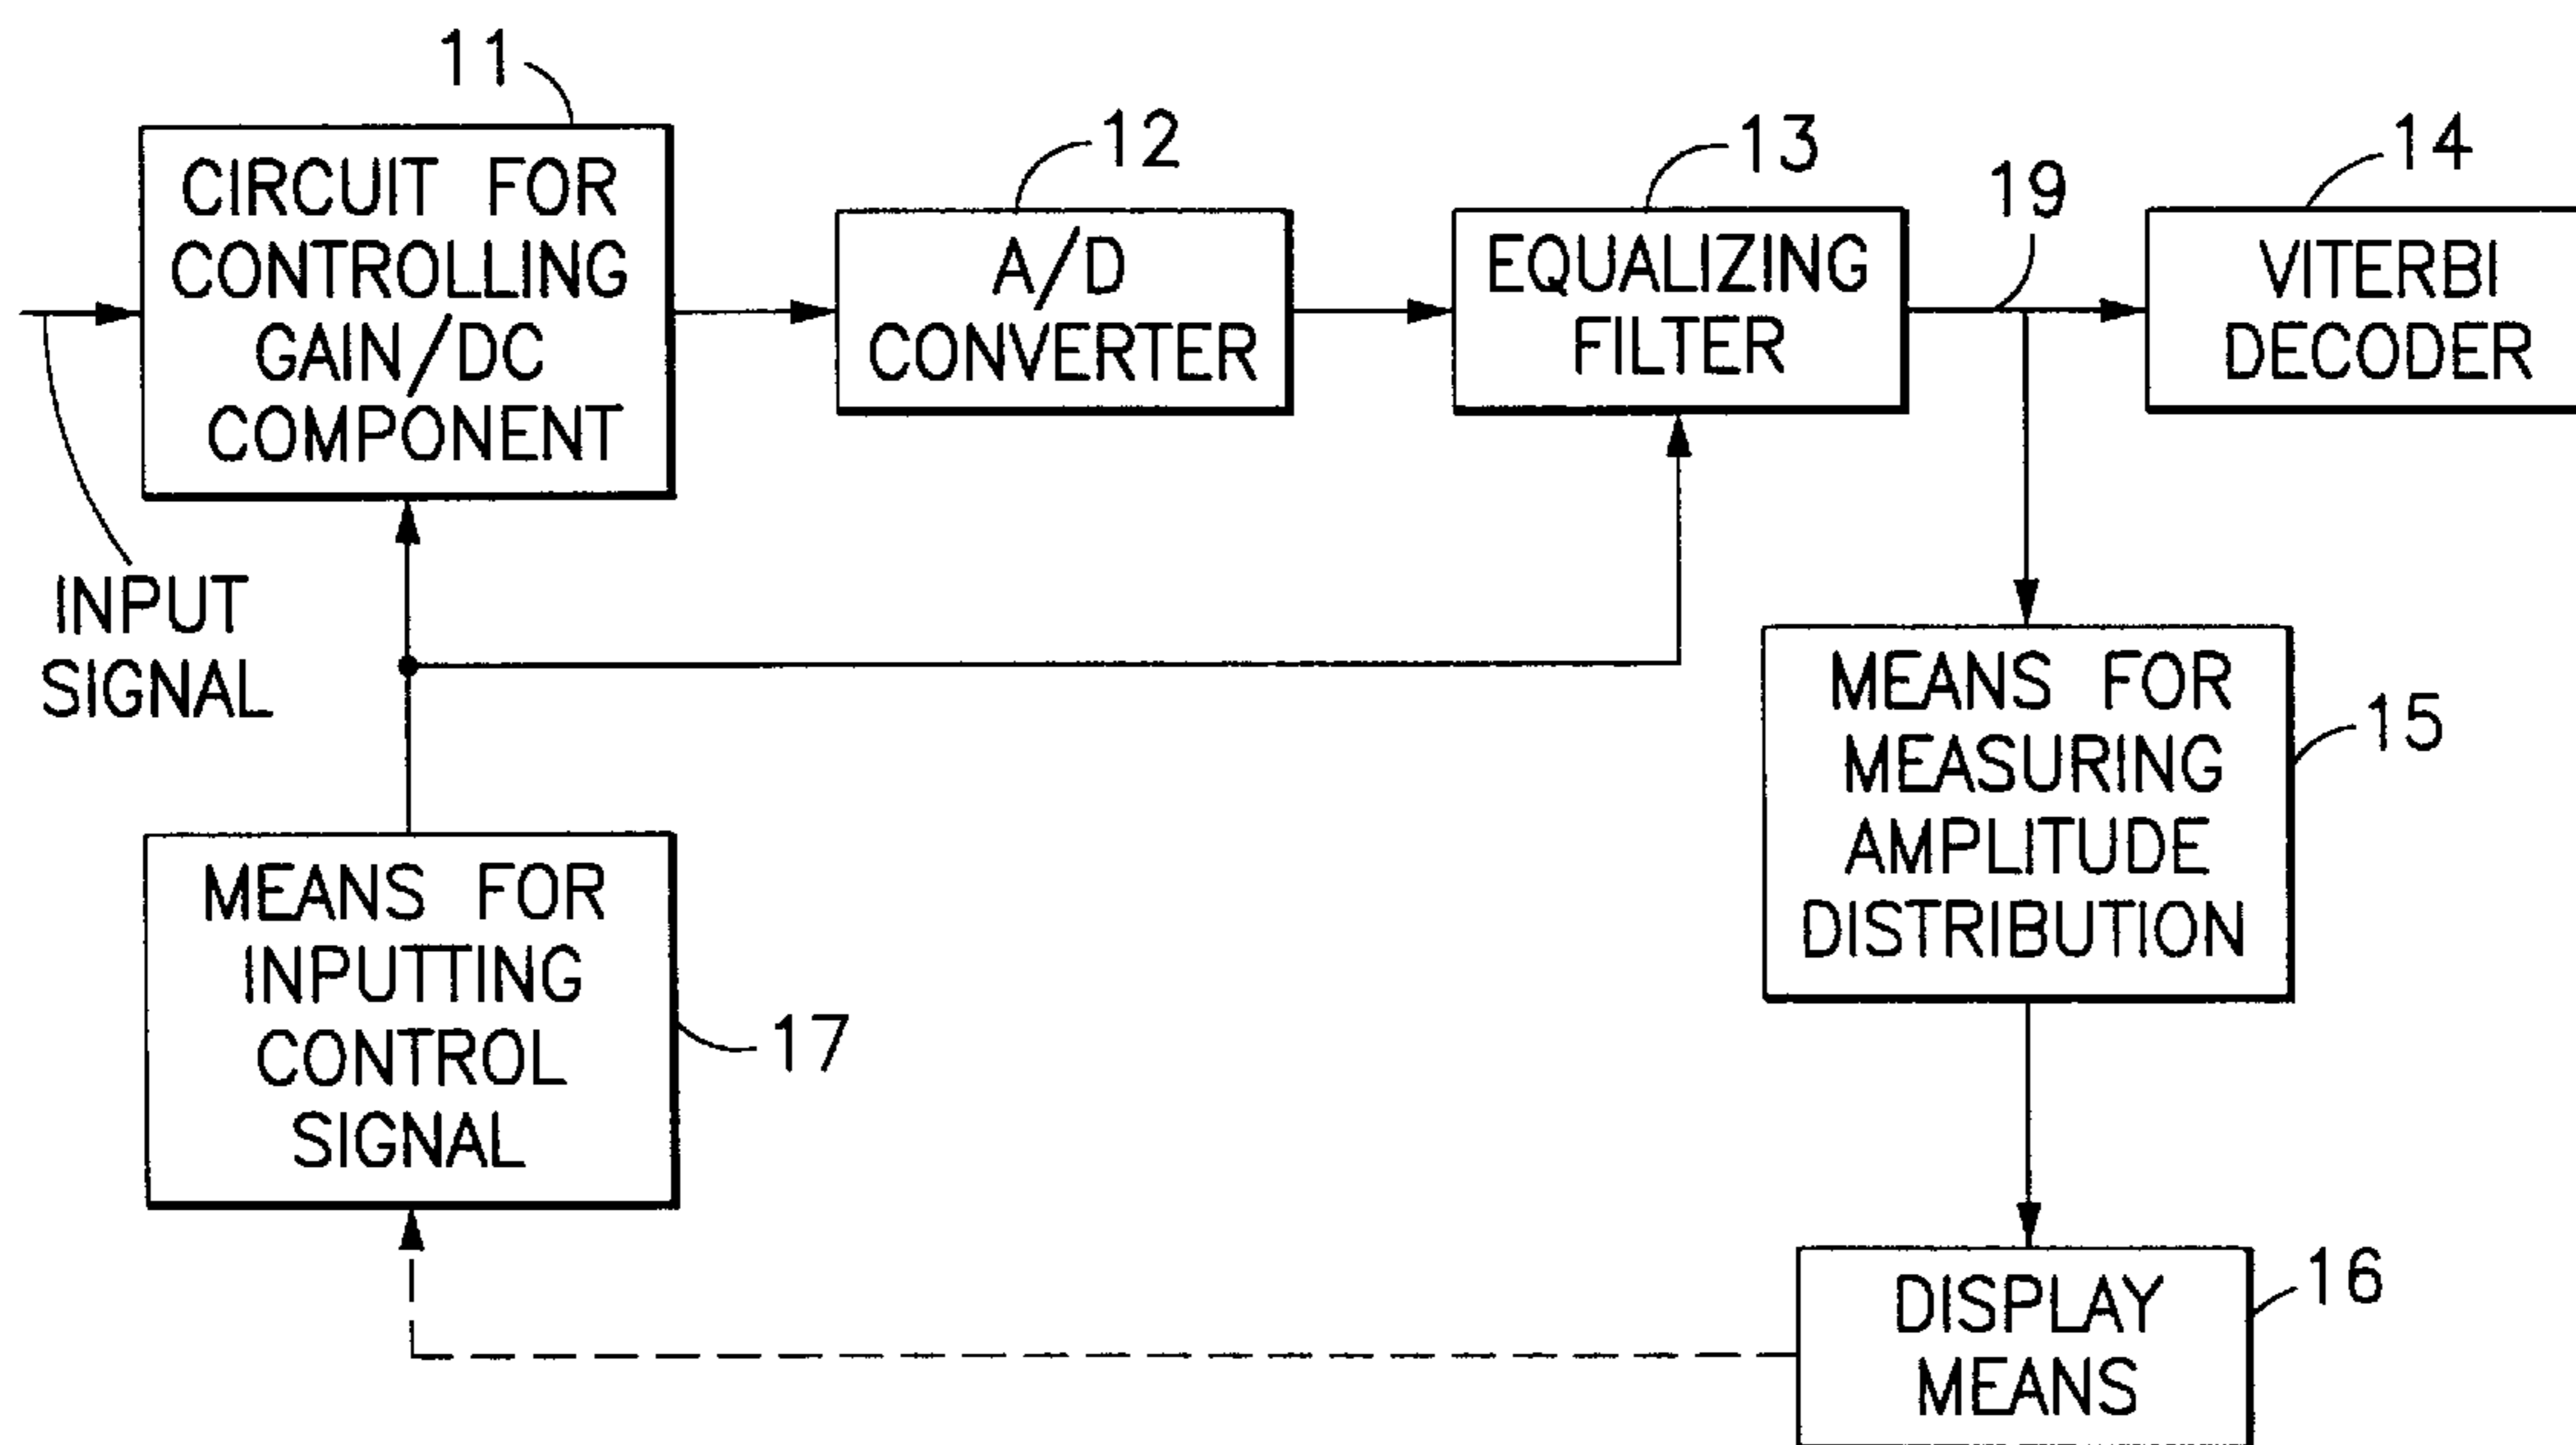 11
CIRCUIT FOR
CONTROLLING
GAIN/DC
COMPONENT
12
A/D
CONVERTER
13
EQUALIZING
FILTER
19
14
VITERBI
DECODER
INPUT
SIGNAL
MEANS FOR
MEASURING
AMPLITUDE
DISTRIBUTION
15
MEANS FOR
INPUTTING
CONTROL
SIGNAL
17
DISPLAY
MEANS
16